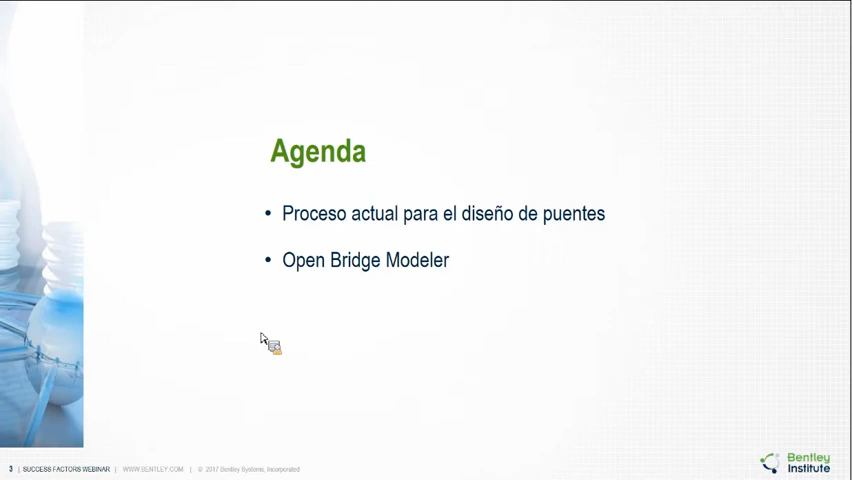 Agenda
• Proceso actual para el diseño de puentes
• Open Bridge Modeler
3 | SUCCESS FACTORS WEBINAR | WWW.BENTLEY.COM | © 2017 Bentley Systems, Incorporated
Bentley
Institute